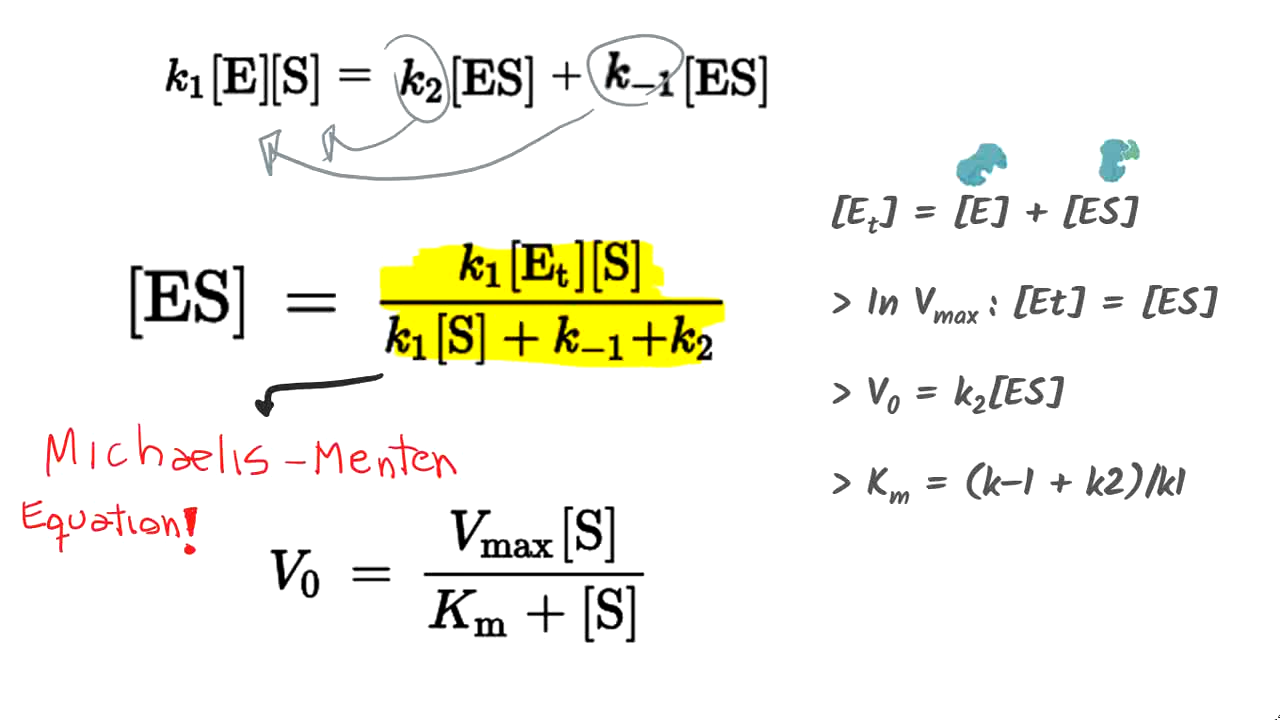 k₁[E][S] = k₂[ES] + k₋₁[ES]
[ES] = k₁[Eₜ][S] / k₁[S] + k₋₁+k₂
Michaelis-Menten
Equation!
V₀ = Vmax[S] / Km + [S]
[Eₜ] = [E] + [ES]
> In Vmax: [Et] = [ES]
> V₀ = k₂[ES]
> Km = (k-1 + k2)/k1